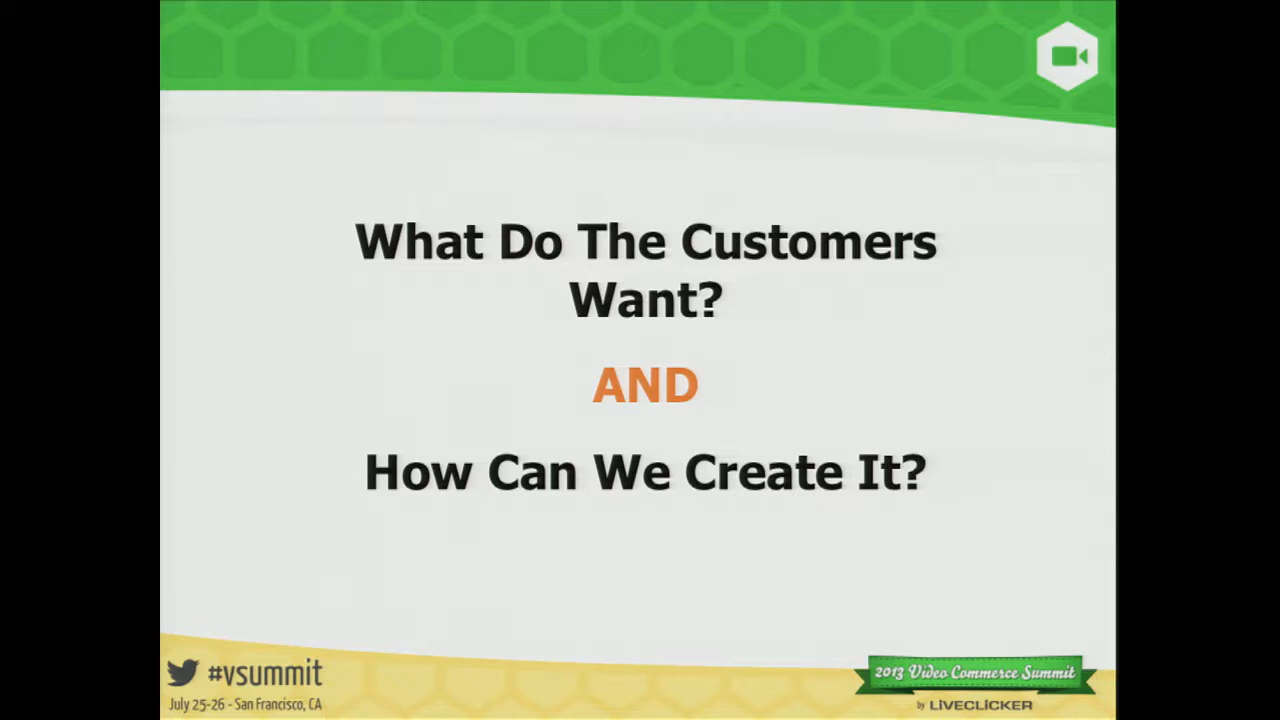 What Do The Customers
Want?
AND
How Can We Create It?
#vsummit
July 25-26 - San Francisco, CA
2013 Video Commerce Summit
by LIVECLICKER